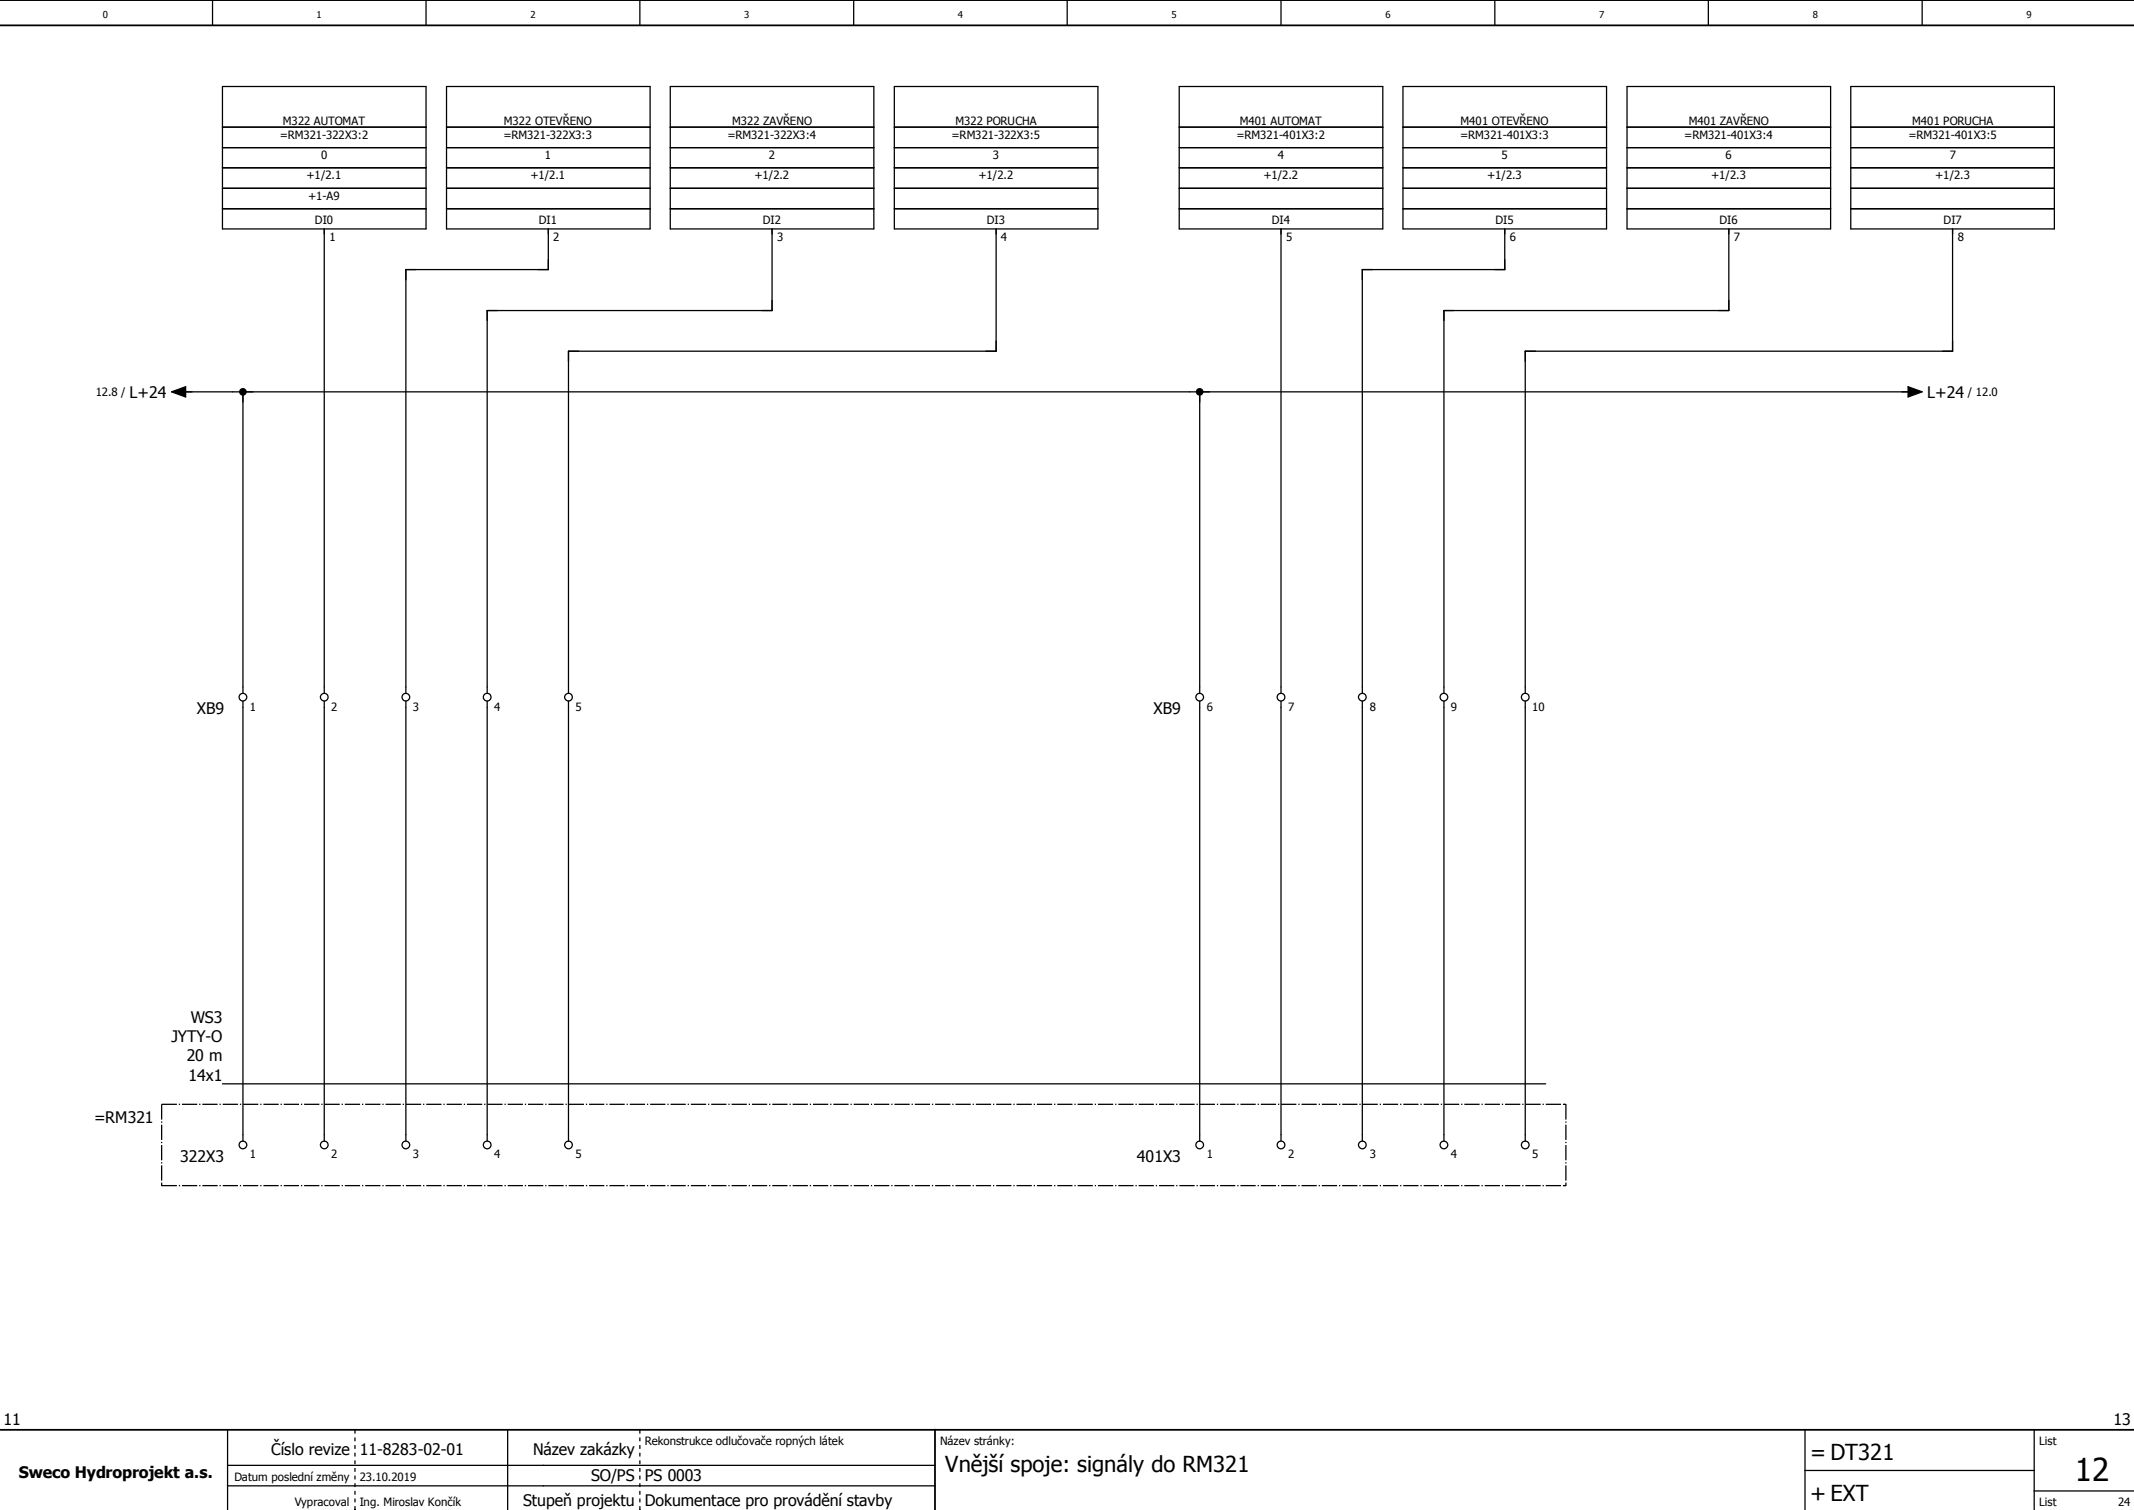 0 1 2 3 4 5 6 7 8 9
M322 AUTOMAT M322 OTEVŘENO M322 ZAVŘENO M322 PORUCHA M401 AUTOMAT M401 OTEVŘENO M401 ZAVŘENO M401 PORUCHA
=RM321-322X3:2 =RM321-322X3:3 =RM321-322X3:4 =RM321-322X3:5 =RM321-401X3:2 =RM321-401X3:3 =RM321-401X3:4 =RM321-401X3:5
0 1 2 3 4 5 6 7
+1/2.1 +1/2.1 +1/2.2 +1/2.2 +1/2.2 +1/2.3 +1/2.3 +1/2.3
+1-A9
DI0 DI1 DI2 DI3 DI4 DI5 DI6 DI7
1 2 3 4 5 6 7 8
12.8 / L+24 L+24 / 12.0
XB9 1 2 3 4 5 XB9 6 7 8 9 10
WS3
JYTY-O
20 m
14x1
=RM321
322X3 1 2 3 4 5 401X3 1 2 3 4 5
11 13
Sweco Hydroprojekt a.s.
Číslo revize 11-8283-02-01
Datum poslední změny 23.10.2019
Vypracoval Ing. Miroslav Končík
Název zakázky Rekonstrukce odlučovače ropných látek
SO/PS PS 0003
Stupeň projektu Dokumentace pro provádění stavby
Název stránky:
Vnější spoje: signály do RM321
= DT321
+ EXT
List
12
List 24